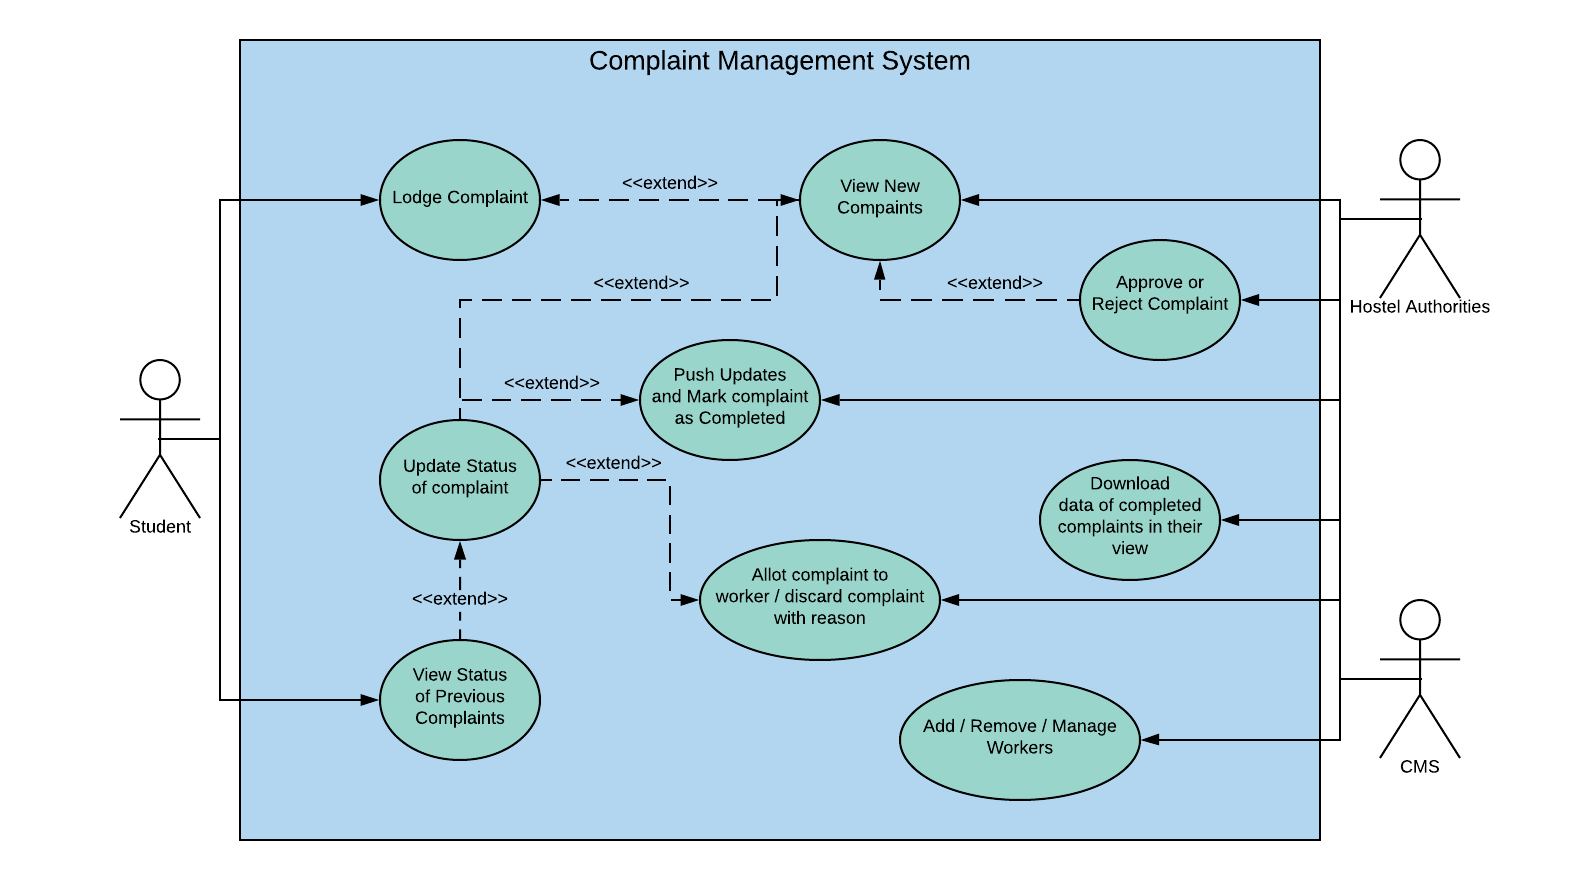 Complaint Management System
Lodge Complaint
<<extend>>
View New
Compaints
<<extend>>
<<extend>>
Approve or
Reject Complaint
Hostel Authorities
<<extend>>
Push Updates
and Mark complaint
as Completed
Update Status
of complaint
<<extend>>
Download
data of completed
complaints in their
view
Student
<<extend>>
Allot complaint to
worker / discard complaint
with reason
View Status
of Previous
Complaints
Add / Remove / Manage
Workers
CMS